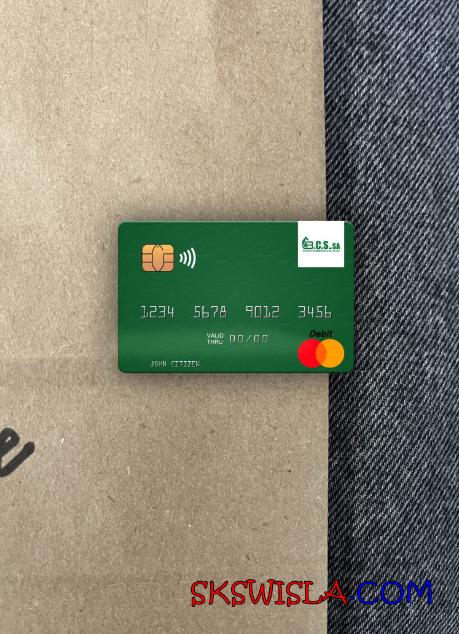 B.C.S.SA
1234 5678 9012 3456
VALID
THRU 00/00
Debit
JOHN CITIZEN
SKSWISLA.COM